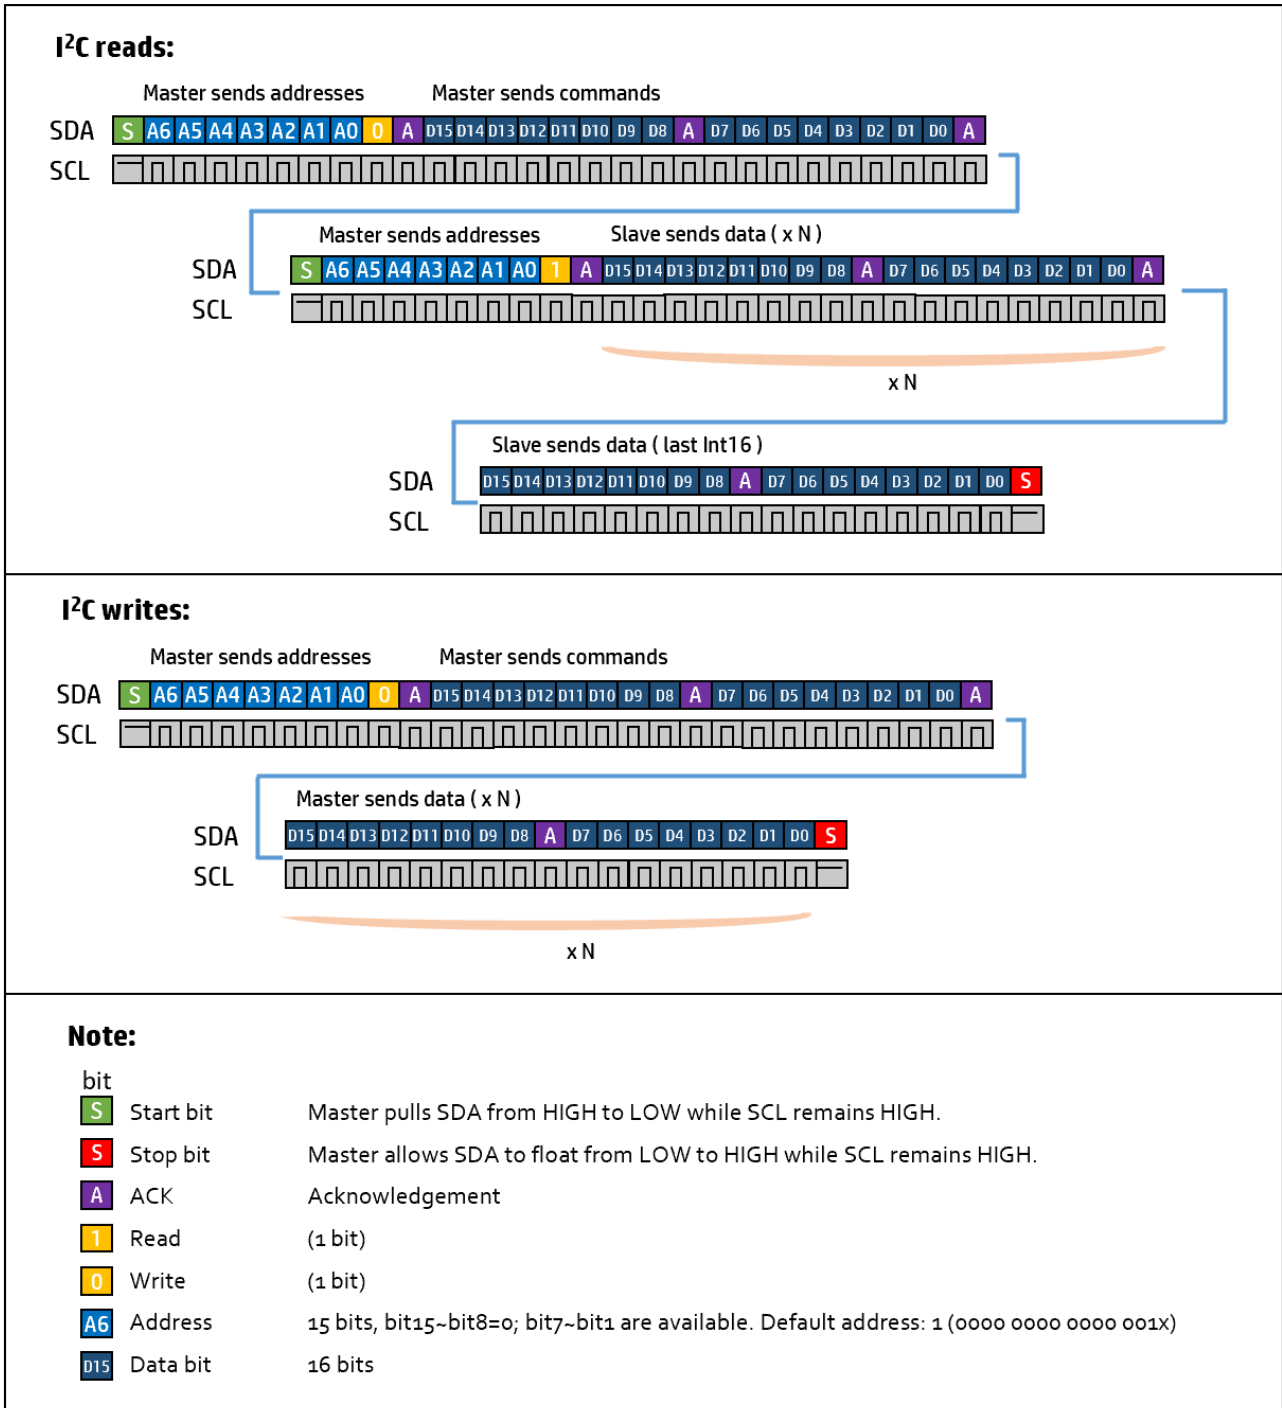 I²C reads:
Master sends addresses Master sends commands
SDA S A6 A5 A4 A3 A2 A1 A0 0 A D15 D14 D13 D12 D11 D10 D9 D8 A D7 D6 D5 D4 D3 D2 D1 D0 A
SCL
Master sends addresses Slave sends data ( x N )
SDA S A6 A5 A4 A3 A2 A1 A0 1 A D15 D14 D13 D12 D11 D10 D9 D8 A D7 D6 D5 D4 D3 D2 D1 D0 A
SCL
x N
Slave sends data ( last Int16 )
SDA D15 D14 D13 D12 D11 D10 D9 D8 A D7 D6 D5 D4 D3 D2 D1 D0 S
SCL
I²C writes:
Master sends addresses Master sends commands
SDA S A6 A5 A4 A3 A2 A1 A0 0 A D15 D14 D13 D12 D11 D10 D9 D8 A D7 D6 D5 D4 D3 D2 D1 D0 A
SCL
Master sends data ( x N )
SDA D15 D14 D13 D12 D11 D10 D9 D8 A D7 D6 D5 D4 D3 D2 D1 D0 S
SCL
x N
Note:
bit
S Start bit Master pulls SDA from HIGH to LOW while SCL remains HIGH.
S Stop bit Master allows SDA to float from LOW to HIGH while SCL remains HIGH.
A ACK Acknowledgement
1 Read (1 bit)
0 Write (1 bit)
A6 Address 15 bits, bit15~bit8=0; bit7~bit1 are available. Default address: 1 (0000 0000 0000 001x)
D15 Data bit 16 bits